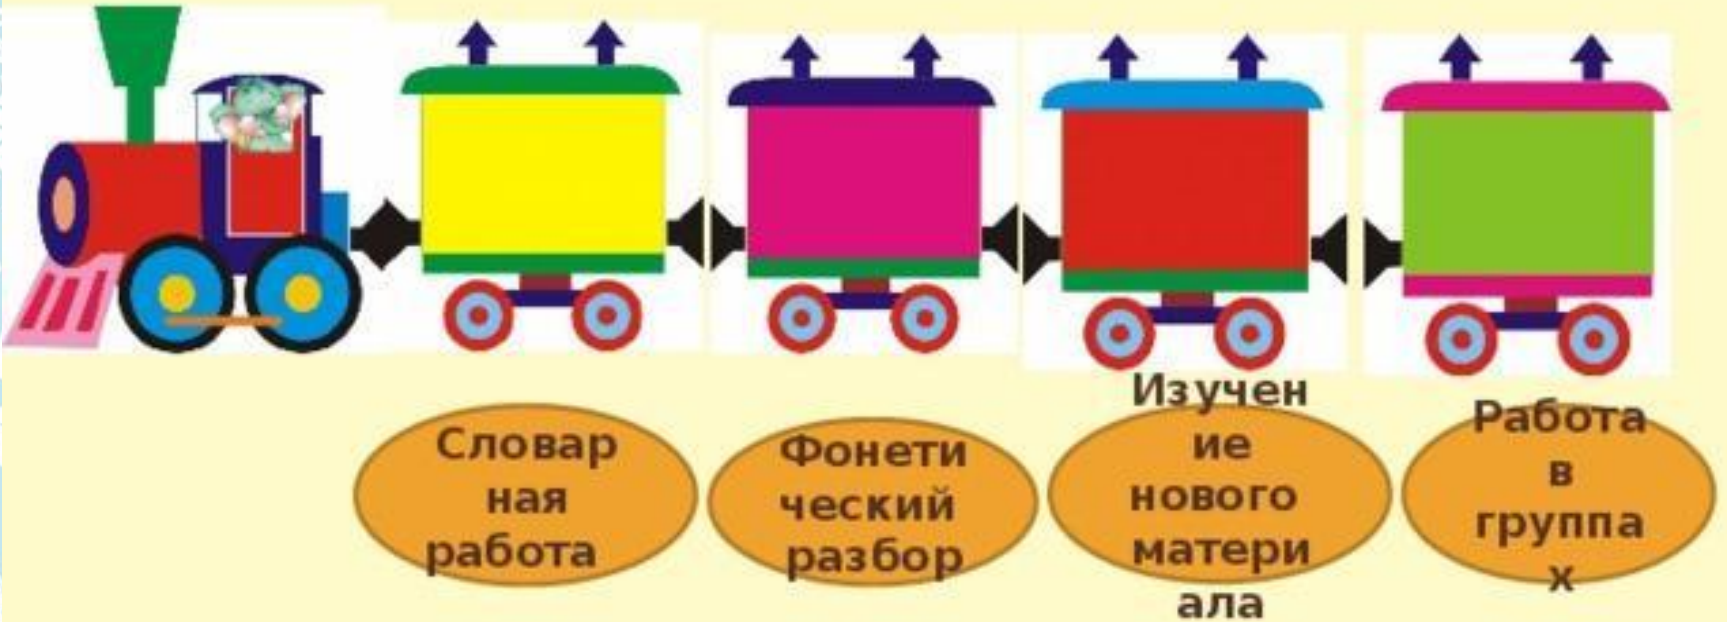 Словар
ная
работа
Фонети
ческий
разбор
Изучен
ие
нового
матери
ала
Работа
в
группа
х